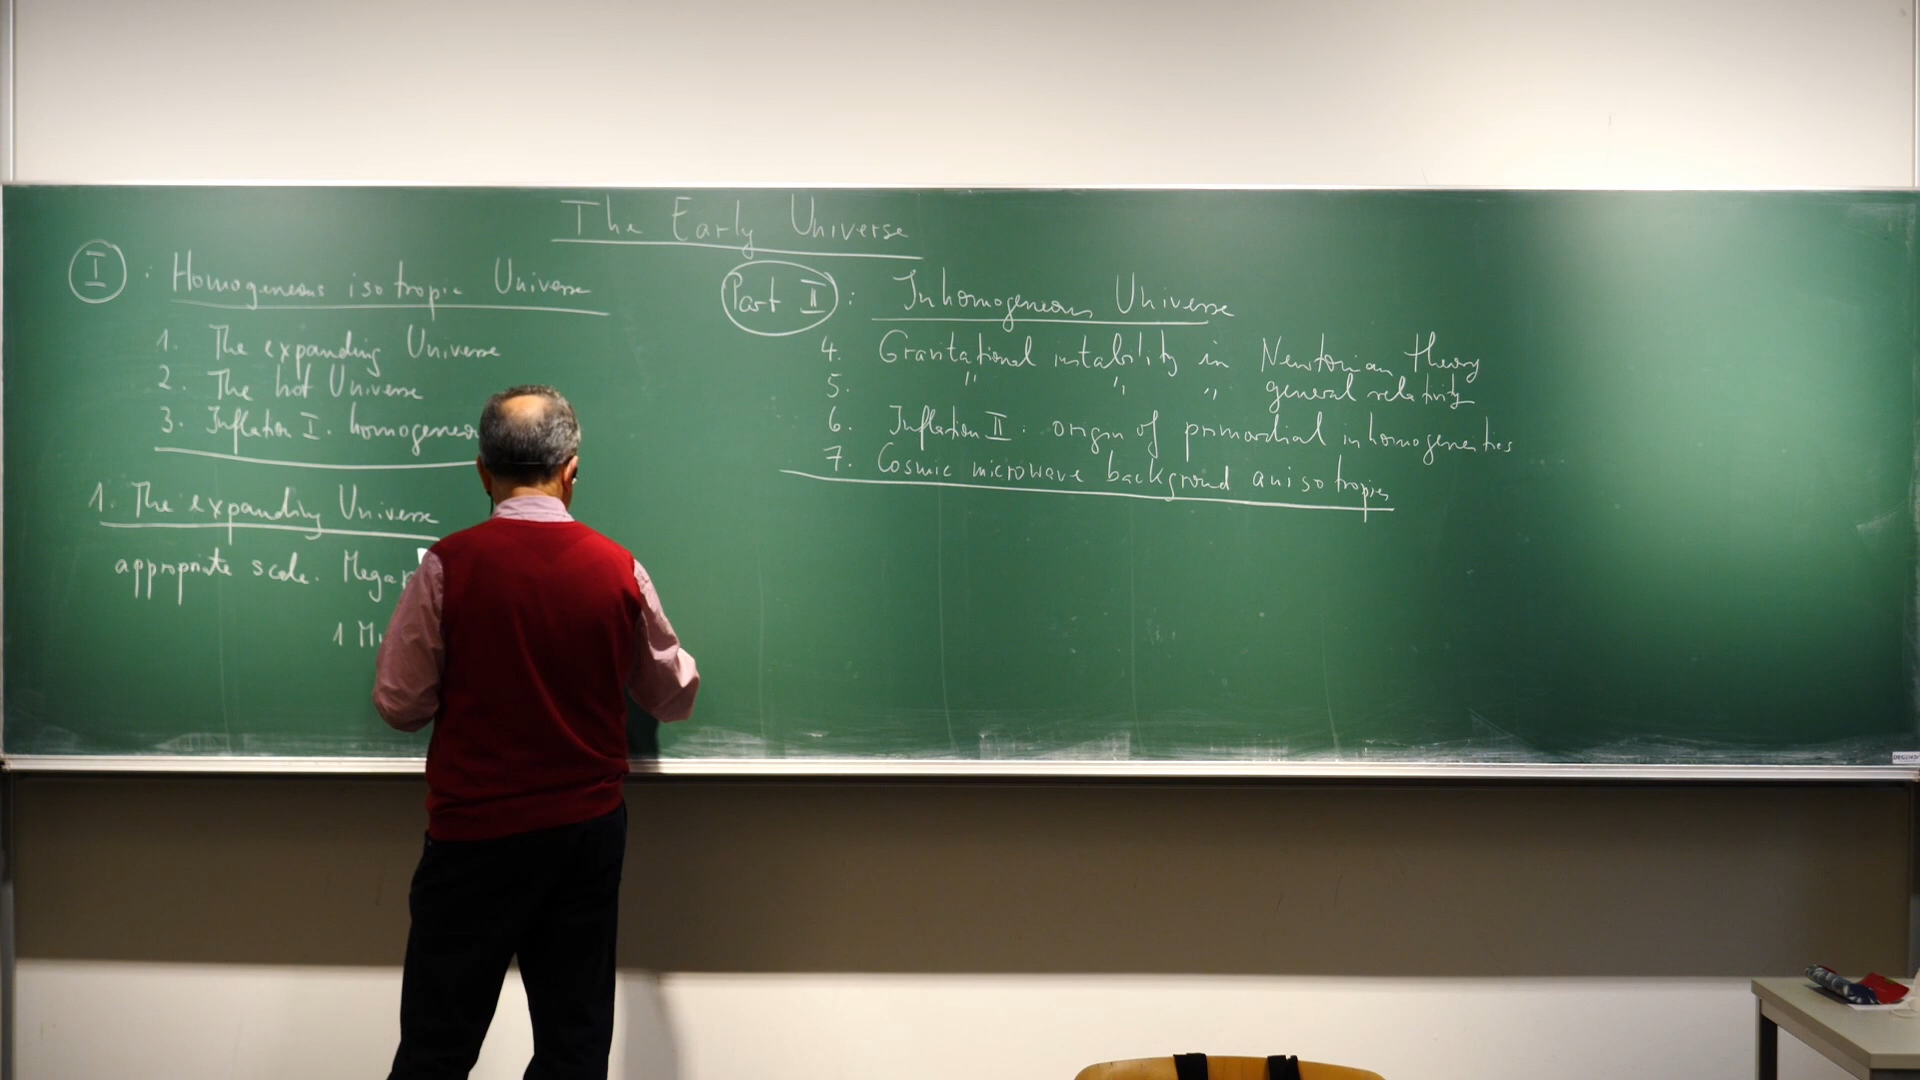 The Early Universe
I : Homogeneous isotropic Universe
1. The expanding Universe
2. The hot Universe
3. Inflation I. homogeneou
1. The expanding Universe
appropriate scale. Megap
1 M
Part II : Inhomogeneous Universe
4. Gravitational instability in Newtonian theory
5. " " " general relativity
6. Inflation II: origin of primordial inhomogeneities
7. Cosmic microwave background anisotropies